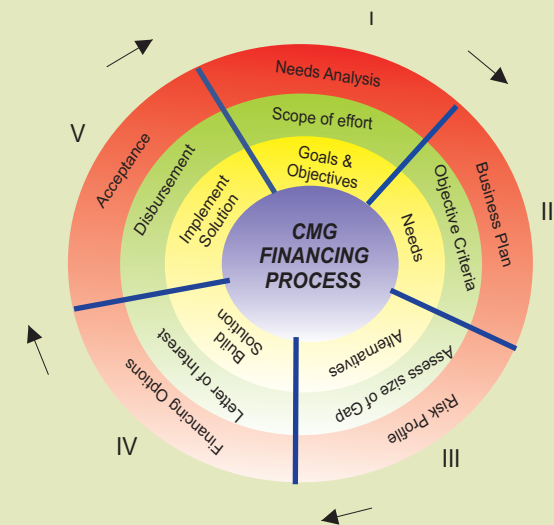 I
Needs Analysis
Scope of effort
Goals &
Objectives
II
Business Plan
Objective Criteria
Needs
III
Risk Profile
Assess size of Gap
Alternatives
IV
Financing Options
Letter of Interest
Build
Solution
V
Acceptance
Disbursement
Implement
Solution
CMG
FINANCING
PROCESS